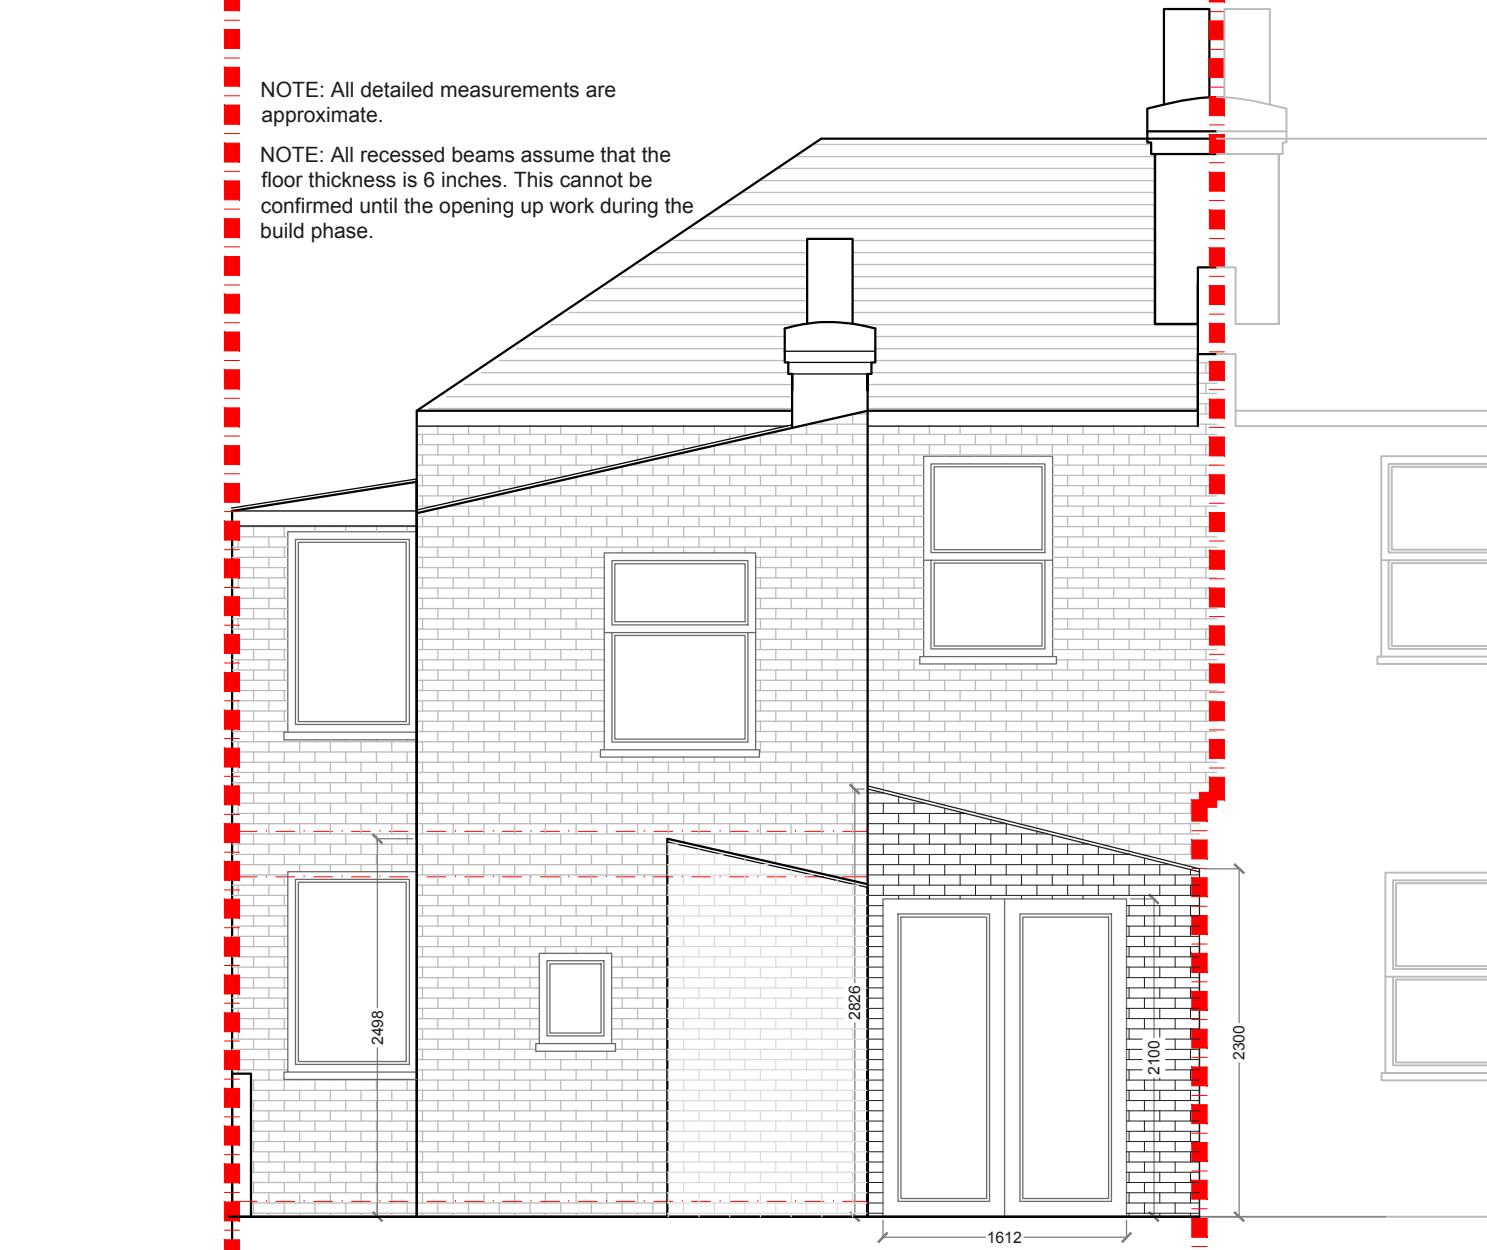 NOTE: All detailed measurements are
approximate.
NOTE: All recessed beams assume that the
floor thickness is 6 inches. This cannot be
confirmed until the opening up work during the
build phase.
2498
2826
2100
2300
1612